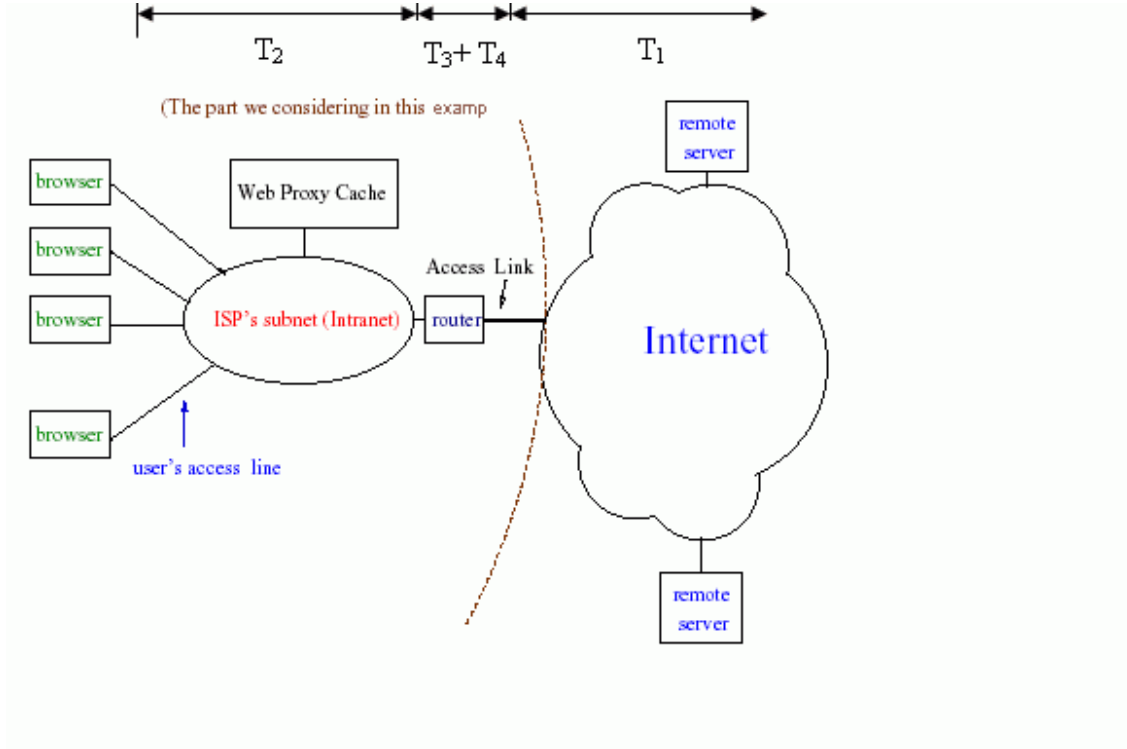 T₂
T₃+ T₄
T₁
(The part we considering in this examp
remote
server
browser
Web Proxy Cache
browser
Access Link
browser
ISP's subnet (Intranet)
router
Internet
browser
user's access line
remote
server